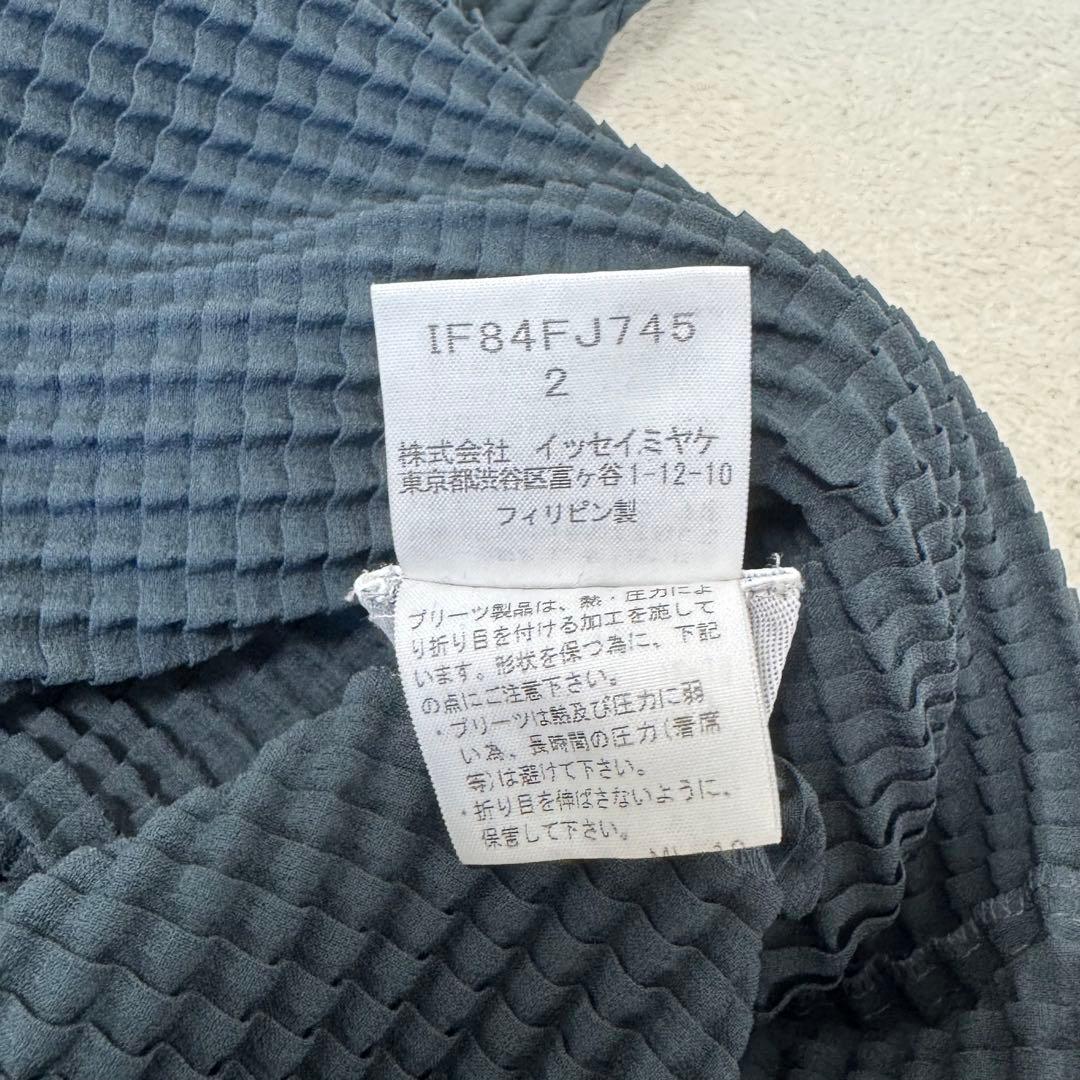 IF84FJ745
2
株式会社 イッセイミヤケ
東京都渋谷区富ヶ谷1-12-10
フィリピン製
プリーツ製品は、熱・圧力によ
り折り目を付ける加工を施して
います。形状を保つ為に、下記
の点にご注意下さい。
・プリーツは熱及び圧力に弱
い為、長時間の圧力(着席
等)は避けて下さい。
・折り目を伸ばさないように、
保管して下さい。